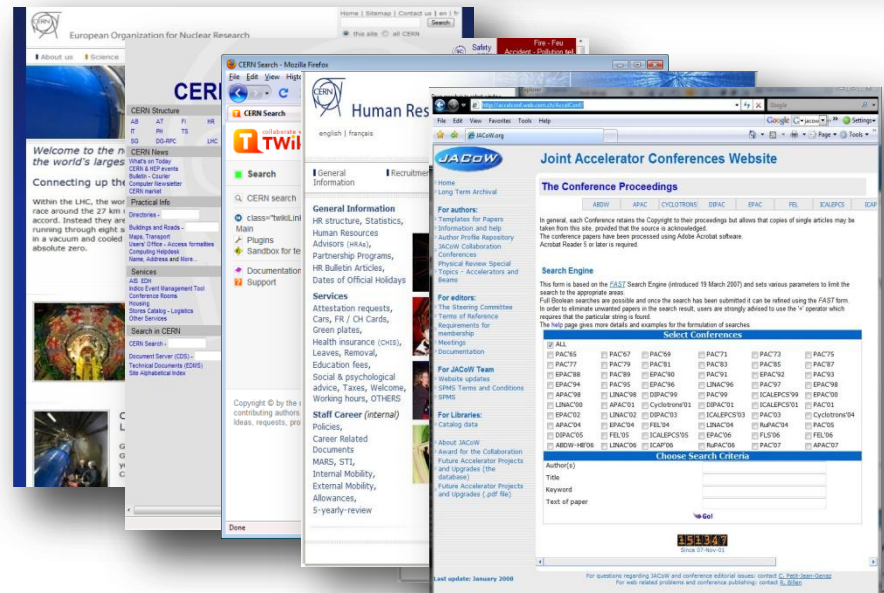 Home | Sitemap | Contact us | en | fr
Search
this site all CERN
CERN
European Organization for Nuclear Research
About us Science
Welcome to the
the world's larges
Connecting up the
Within the LHC, the wor
race around the 27 km
accord. Instead they are
running through eight s
in a vacuum and cooled
absolute zero.
Safety
Fire - Feu
Accident - Pollution tel
CERN Structure
AB AT FI HR
IT PH TS
SG DG-RPC LHC
CERN News
What's on Today
CERN & HEP events
Bulletin - Courier
Computer Newsletter
CERN market
Practical Info
Directories -
Buildings and Roads -
Maps, Transport
Users' Office - Access formalities
Computing Helpdesk
Name, Address and More...
Services
AIS EDH
Indico Event Management Tool
Conference Rooms
Housing
Stores Catalog - Logistics
Other Services
Search in CERN
CERN Search -
Document Server (CDS) -
Technical Documents (EDMS)
Site Alphabetical Index
CERN Search - Mozilla Firefox
File Edit View
CERN Search
collaborate
TWiki
Search
CERN search
class="twikiLink
Main
Plugins
Sandbox for te
Documentation
Support
Copyright © by the
contributing authors
Ideas, requests, pro
Done
CERN
Human Res
english | français
General
Information
Recruitmen
General Information
HR structure, Statistics,
Human Resources
Advisors (HRAs),
Partnership Programs,
HR Bulletin Articles,
Dates of Official Holidays
Services
Attestation requests,
Cars, FR / CH Cards,
Green plates,
Health insurance (CHIS),
Leaves, Removal,
Education fees,
Social & psychological
advice, Taxes, Welcome,
Working hours, OTHERS
Staff Career (internal)
Policies,
Career Related
Documents
MARS, STI,
Internal Mobility,
External Mobility,
Allowances,
5-yearly-review
Google
File Edit View Favorites Tools Help
Google jacow Settings
JACoW.org
Page Tools
JACoW
Joint Accelerator Conferences Website
Home
Long Term Archival
For authors:
Templates for Papers
Information and help
Author Profile Repository
JACoW Collaboration
Conferences
Physical Review Special
Topics - Accelerators and
Beams
For editors:
The Steering Committee
Terms of Reference
Requirements for
membership
Meetings
Documentation
For JACoW Team
Website updates
SPMS Terms and Conditions
SPMS
For Libraries:
Catalog data
About JACoW
Award for the Collaboration
Future Accelerator Projects
and Upgrades (the
database)
Future Accelerator Projects
and Upgrades (.pdf file)
Last update: January 2008
The Conference Proceedings
ABDW APAC CYCLOTRONS DIPAC EPAC FEL ICALEPCS ICAP
In general, each Conference retains the Copyright to their proceedings but allows that copies of single articles may be
taken from this site, provided that the source is acknowledged.
The conference papers have been processed using Adobe Acrobat software.
Acrobat Reader 5 or later is required.
Search Engine
This form is based on the FAST Search Engine (introduced 19 March 2007) and sets various parameters to limit the
search to the appropriate areas.
Full Boolean searches are possible and once the search has been submitted it can be refined using the FAST form.
In order to eliminate unwanted papers in the search result, users are strongly advised to use the '+' operator which
requires that the particular string is found.
The help page gives more details and examples for the formulation of searches
Select Conferences
ALL
PAC'65 PAC'67 PAC'69 PAC'71 PAC'73 PAC'75
PAC'77 PAC'79 PAC'81 PAC'83 PAC'85 PAC'87
EPAC'88 PAC'89 EPAC'90 PAC'91 EPAC'92 PAC'93
EPAC'94 PAC'95 EPAC'96 LINAC'96 PAC'97 EPAC'98
APAC'98 LINAC'98 DIPAC'99 PAC'99 ICALEPCS'99 EPAC'00
LINAC'00 APAC'01 Cyclotrons'01 DIPAC'01 ICALEPCS'01 PAC'01
EPAC'02 LINAC'02 DIPAC'03 ICALEPCS'03 PAC'03 Cyclotrons'04
APAC'04 EPAC'04 FEL'04 LINAC'04 RuPAC'04 PAC'05
DIPAC'05 FEL'05 ICALEPCS'05 EPAC'06 FLS'06 FEL'06
ABDW-HB'06 LINAC'06 ICAP'06 RuPAC'06 PAC'07 APAC'07
Choose Search Criteria
Author(s)
Title
Keyword
Text of paper
Go!
151347
Since 07-Nov-01
For questions regarding JACoW and conference editorial issues: contact C. Petit-Jean-Genaz
For web related problems and conference publishing: contact R. Billen